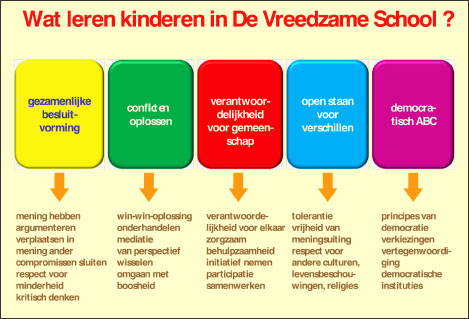 Wat leren kinderen in De Vreedzame School ?
gezamenlijke
besluit-
vorming
conflicten
oplossen
verantwoor-
delijkheid
voor gemeen-
schap
open staan
voor
verschillen
democra-
tisch ABC
mening hebben
argumenteren
verplaatsen in
mening ander
compromissen sluiten
respect voor
minderheid
kritisch denken
win-win-oplossing
onderhandelen
mediatie
van perspectief
wisselen
omgaan met
boosheid
verantwoorde-
lijkheid voor elkaar
zorgzaam
behulpzaamheid
initiatief nemen
participatie
samenwerken
tolerantie
vrijheid van
meningsuiting
respect voor
andere culturen,
levensbeschou-
wingen, religies
principes van
democratie
verkiezingen
vertegenwoordi-
ging
democratische
instituties